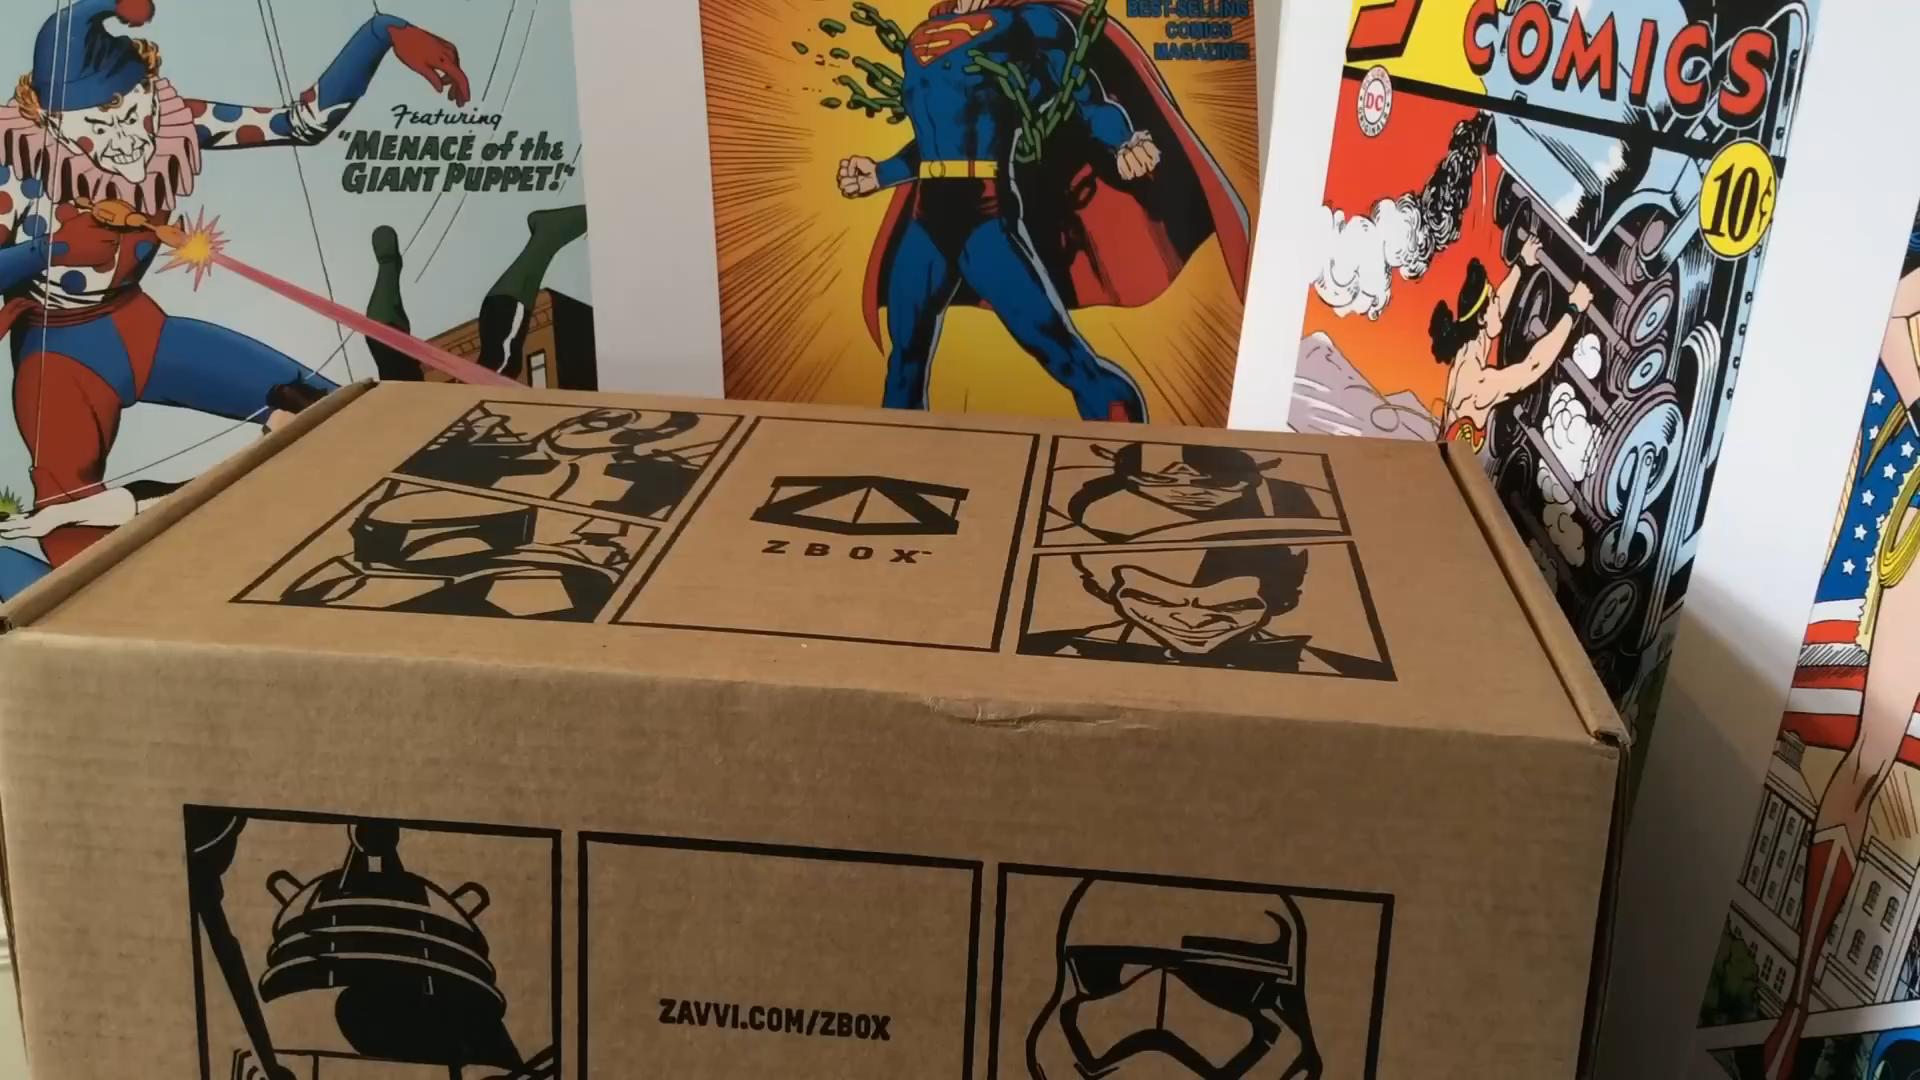 Featuring
"MENACE of the
GIANT PUPPET!"
BEST-SELLING
COMICS
MAGAZINE!
COMICS
DC
10¢
ZBOX
ZAVVI.COM/ZBOX